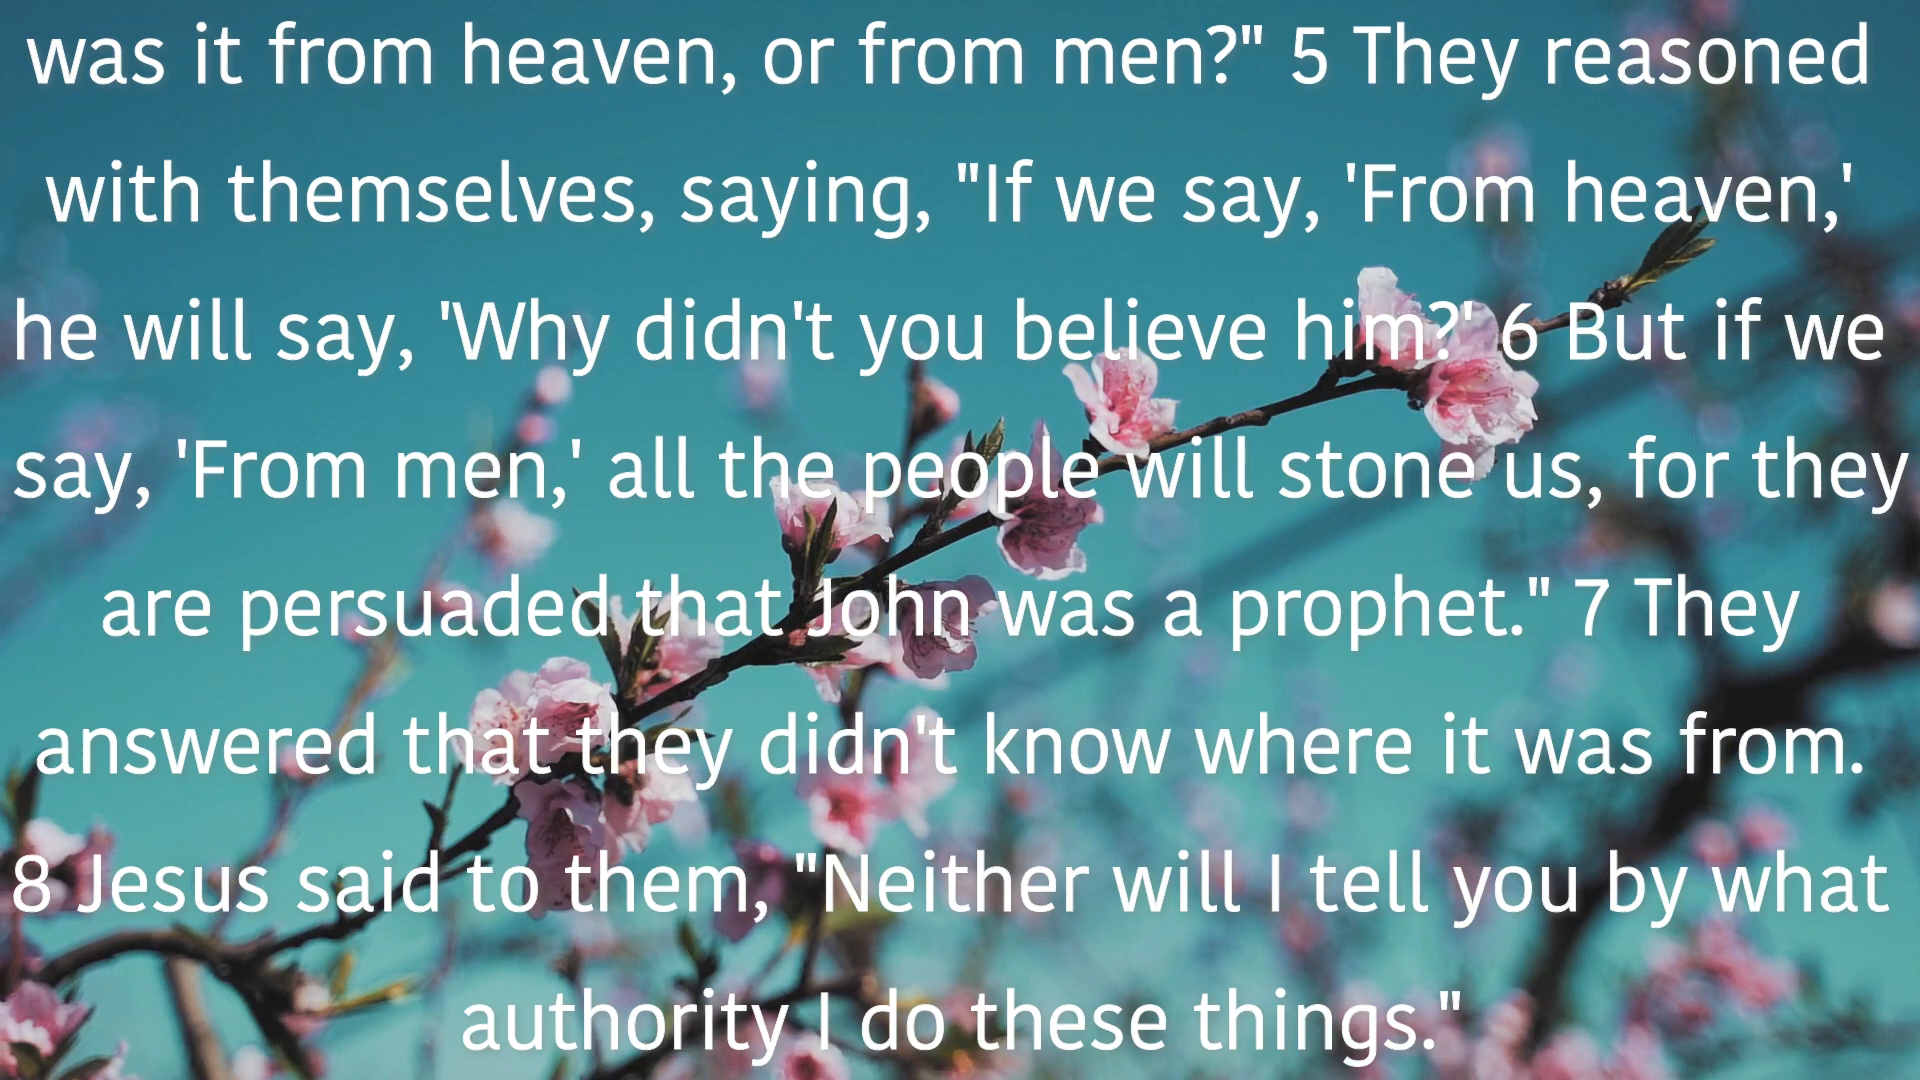 was it from heaven, or from men?" 5 They reasoned
with themselves, saying, "If we say, 'From heaven,'
he will say, 'Why didn't you believe him?' 6 But if we
say, 'From men,' all the people will stone us, for they
are persuaded that John was a prophet." 7 They
answered that they didn't know where it was from.
8 Jesus said to them, "Neither will I tell you by what
authority I do these things."